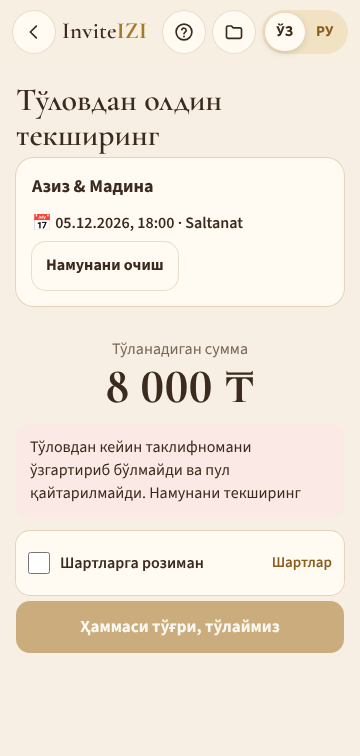 InviteIZI
ЎЗ
РУ
Тўловдан олдин
текширинг
Азиз & Мадина
📅 05.12.2026, 18:00 · Saltanat
Намунани очиш
Тўланадиган сумма
8 000 ₸
Тўловдан кейин таклифномани
ўзгартириб бўлмайди ва пул
қайтарилмайди. Намунани текширинг
Шартларга розиман
Шартлар
Ҳаммаси тўғри, тўлаймиз